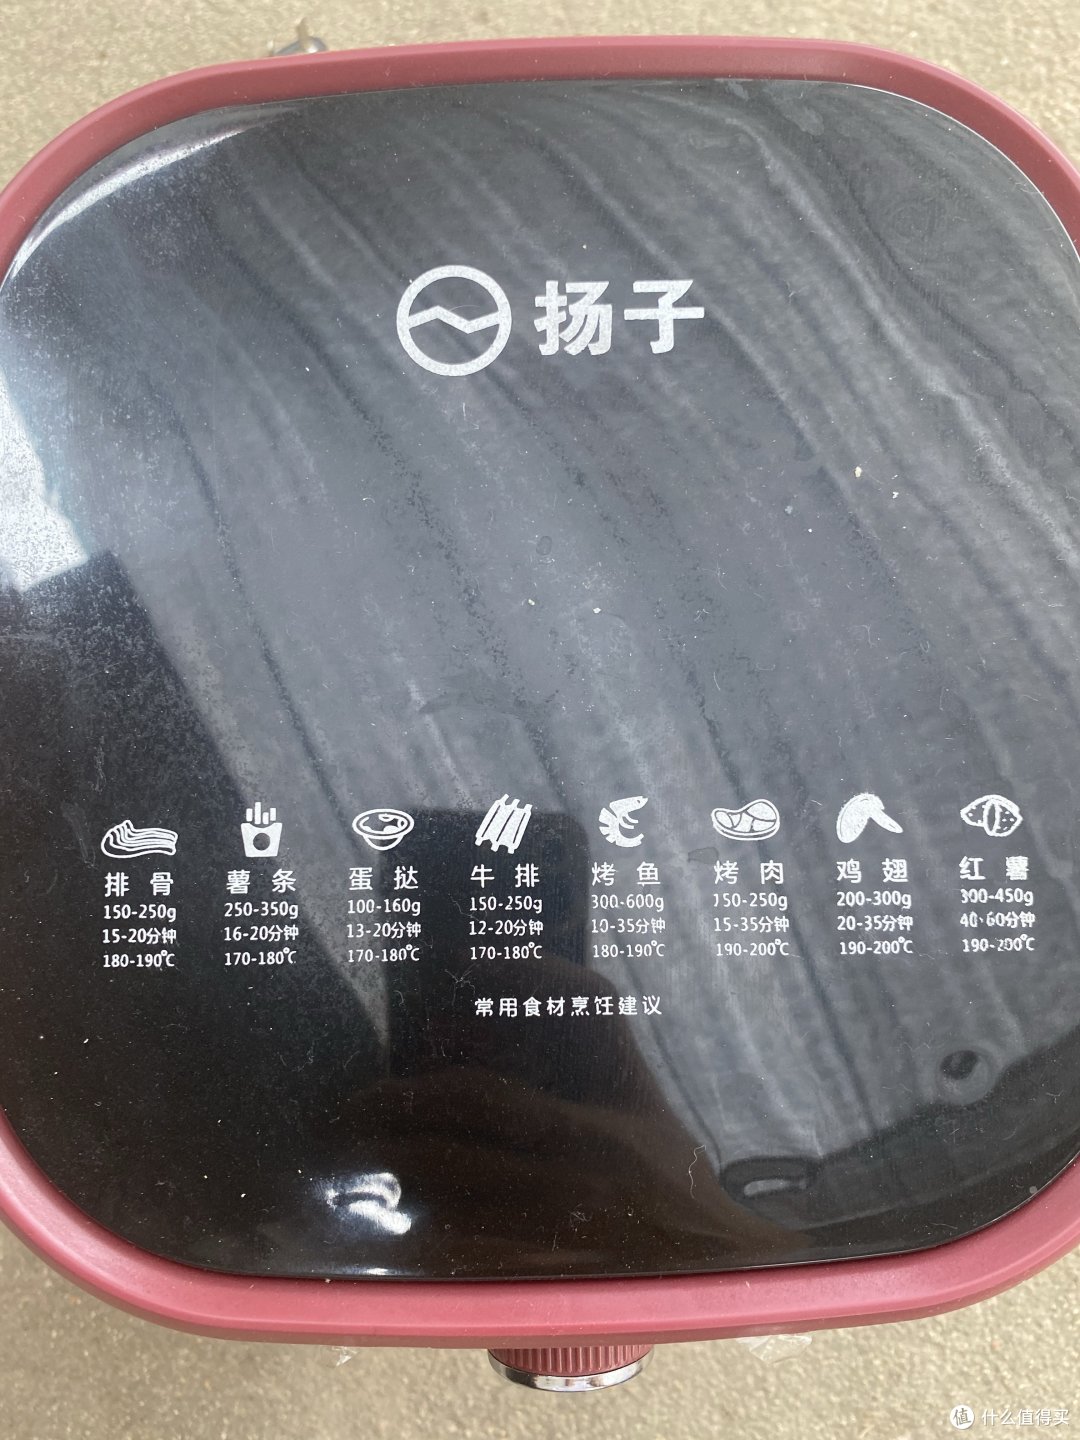 扬子
排骨 薯条 蛋挞 牛排 烤鱼 烤肉 鸡翅 红薯
150-250g 250-350g 100-160g 150-250g 300-600g 150-250g 200-300g 300-450g
15-20分钟 16-20分钟 13-20分钟 12-20分钟 10-35分钟 15-35分钟 20-35分钟 40-60分钟
180-190℃ 170-180℃ 170-180℃ 170-180℃ 180-190℃ 190-200℃ 190-200℃ 190-200℃
常用食材烹饪建议
值 什么值得买